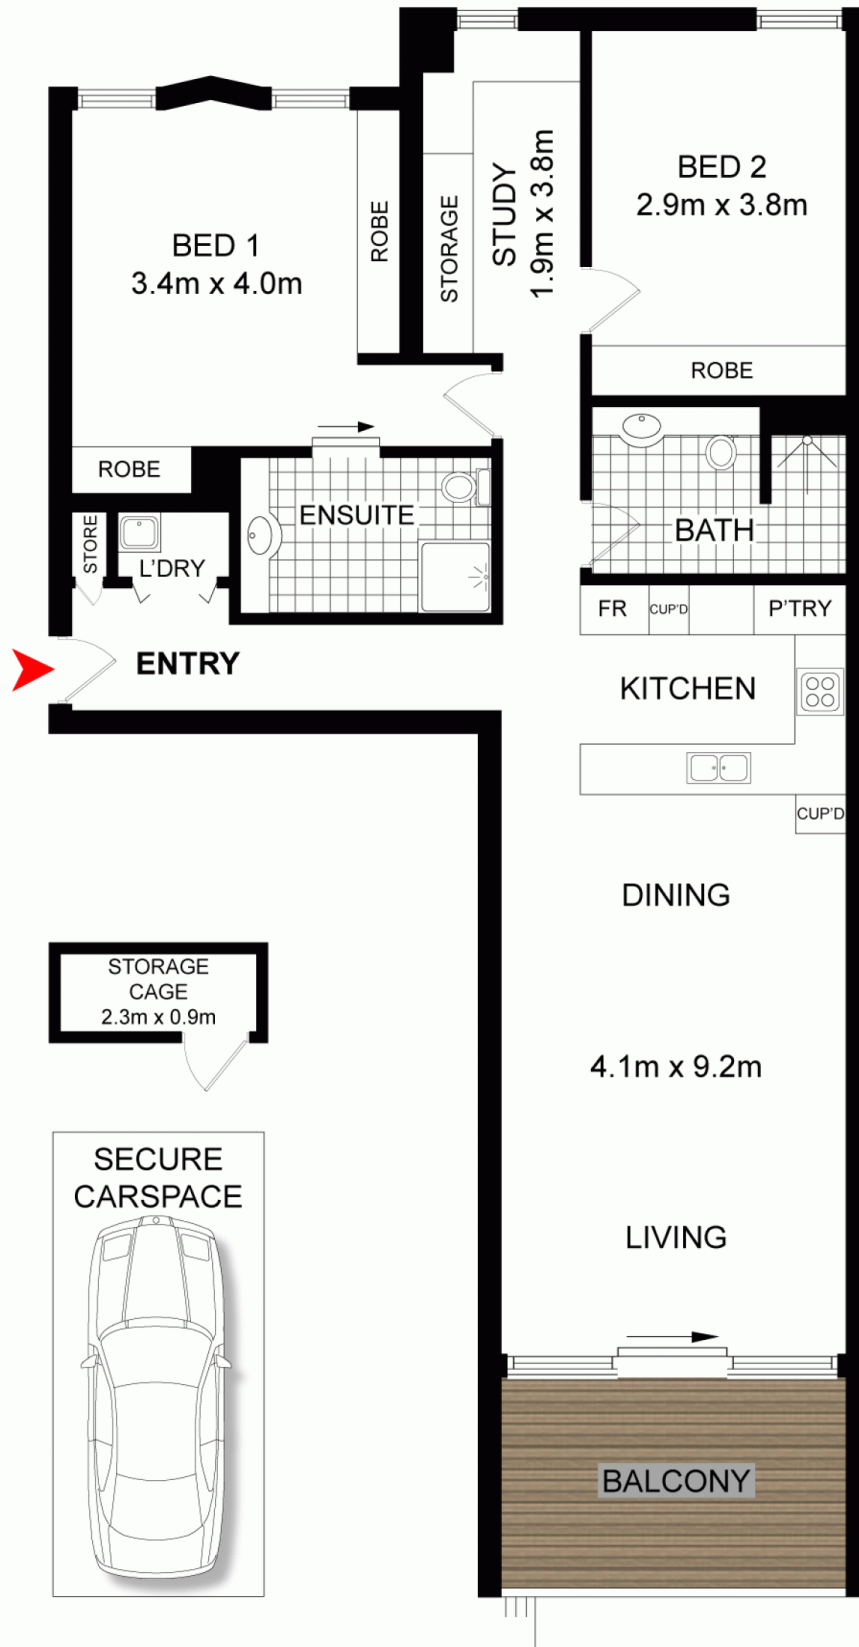 BED 1
3.4m x 4.0m
ROBE
STORAGE
STUDY
1.9m x 3.8m
BED 2
2.9m x 3.8m
ROBE
ROBE
STORE
L'DRY
ENSUITE
BATH
ENTRY
FR
CUP'D
P'TRY
KITCHEN
CUP'D
DINING
4.1m x 9.2m
LIVING
BALCONY
STORAGE
CAGE
2.3m x 0.9m
SECURE
CARSPACE